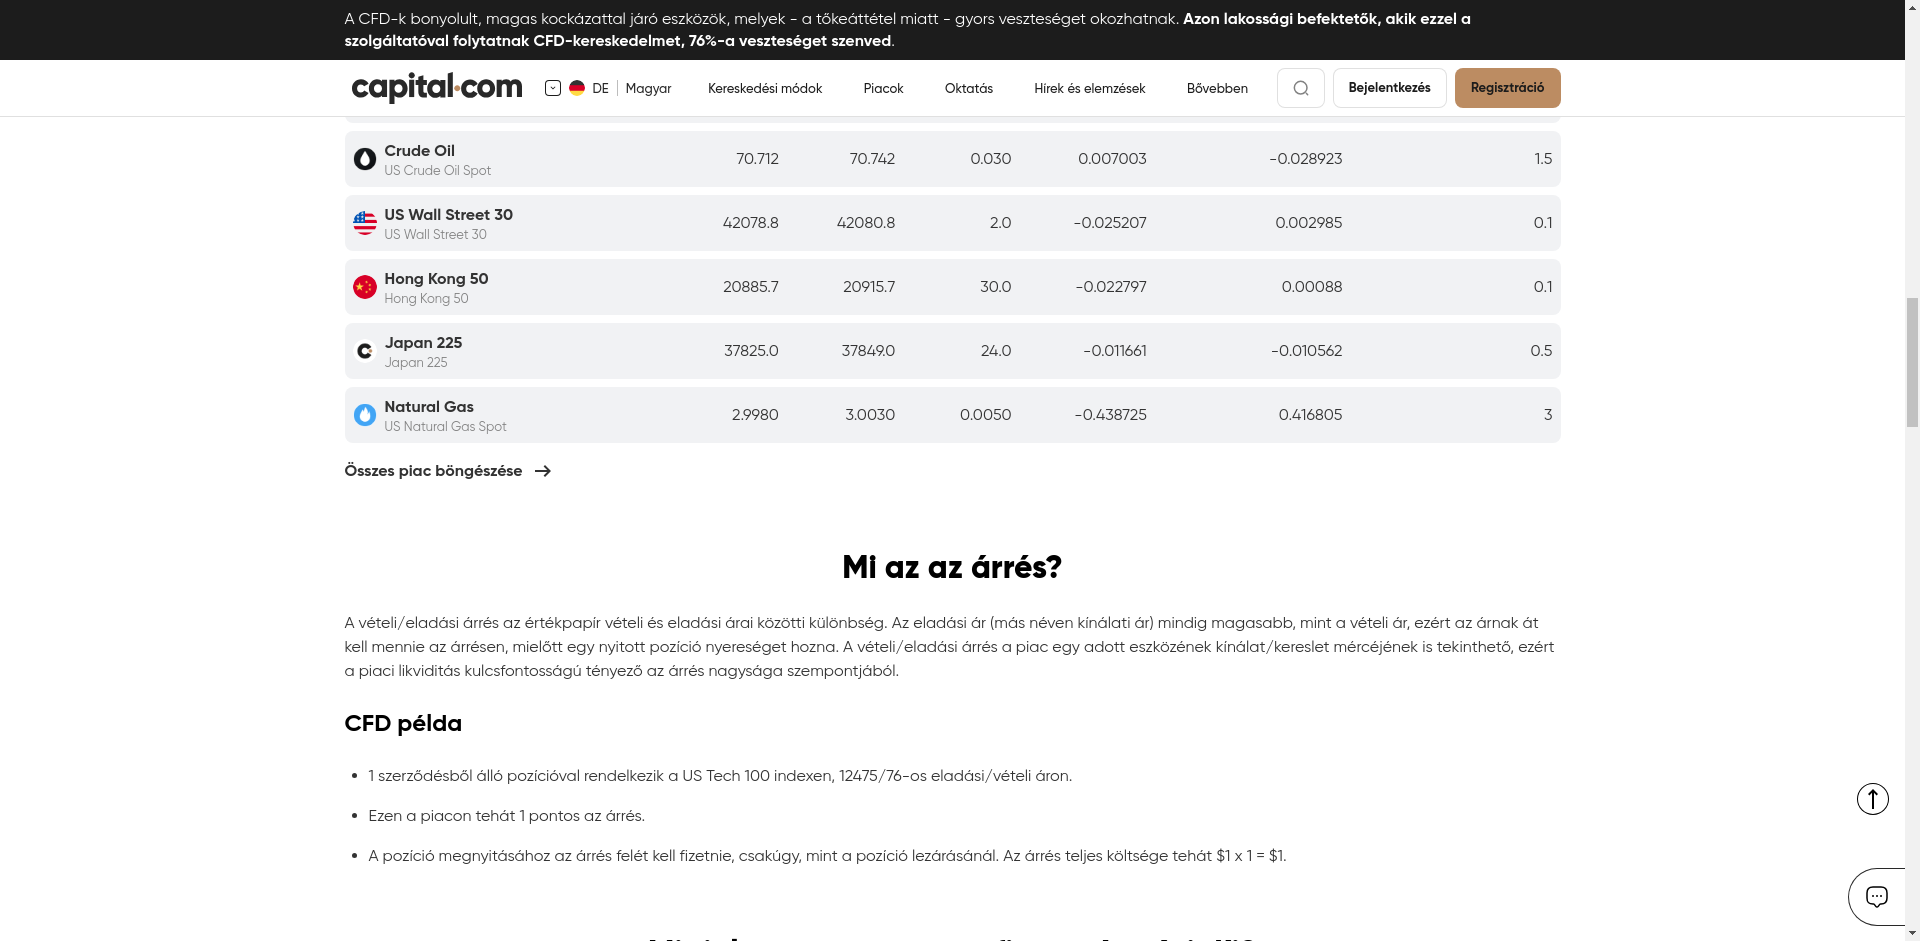 A CFD-k bonyolult, magas kockázattal járó eszközök, melyek - a tőkeáttétel miatt - gyors veszteséget okozhatnak. Azon lakossági befektetők, akik ezzel a
szolgáltatóval folytatnak CFD-kereskedelmet, 76%-a veszteséget szenved.
capital.com DE Magyar Kereskedési módok Piacok Oktatás Hírek és elemzések Bővebben Bejelentkezés Regisztráció
Crude Oil 70.712 70.742 0.030 0.007003 -0.028923 1.5
US Crude Oil Spot
US Wall Street 30 42078.8 42080.8 2.0 -0.025207 0.002985 0.1
US Wall Street 30
Hong Kong 50 20885.7 20915.7 30.0 -0.022797 0.00088 0.1
Hong Kong 50
Japan 225 37825.0 37849.0 24.0 -0.011661 -0.010562 0.5
Japan 225
Natural Gas 2.9980 3.0030 0.0050 -0.438725 0.416805 3
US Natural Gas Spot
Összes piac böngészése
Mi az az árrés?
A vételi/eladási árrés az értékpapír vételi és eladási árai közötti különbség. Az eladási ár (más néven kínálati ár) mindig magasabb, mint a vételi ár, ezért az árnak át
kell mennie az árrésen, mielőtt egy nyitott pozíció nyereséget hozna. A vételi/eladási árrés a piac egy adott eszközének kínálat/kereslet mércéjének is tekinthető, ezért
a piaci likviditás kulcsfontosságú tényező az árrés nagysága szempontjából.
CFD példa
1 szerződésből álló pozícióval rendelkezik a US Tech 100 indexen, 12475/76-os eladási/vételi áron.
Ezen a piacon tehát 1 pontos az árrés.
A pozíció megnyitásához az árrés felét kell fizetnie, csakúgy, mint a pozíció lezárásánál. Az árrés teljes költsége tehát $1 x 1 = $1.